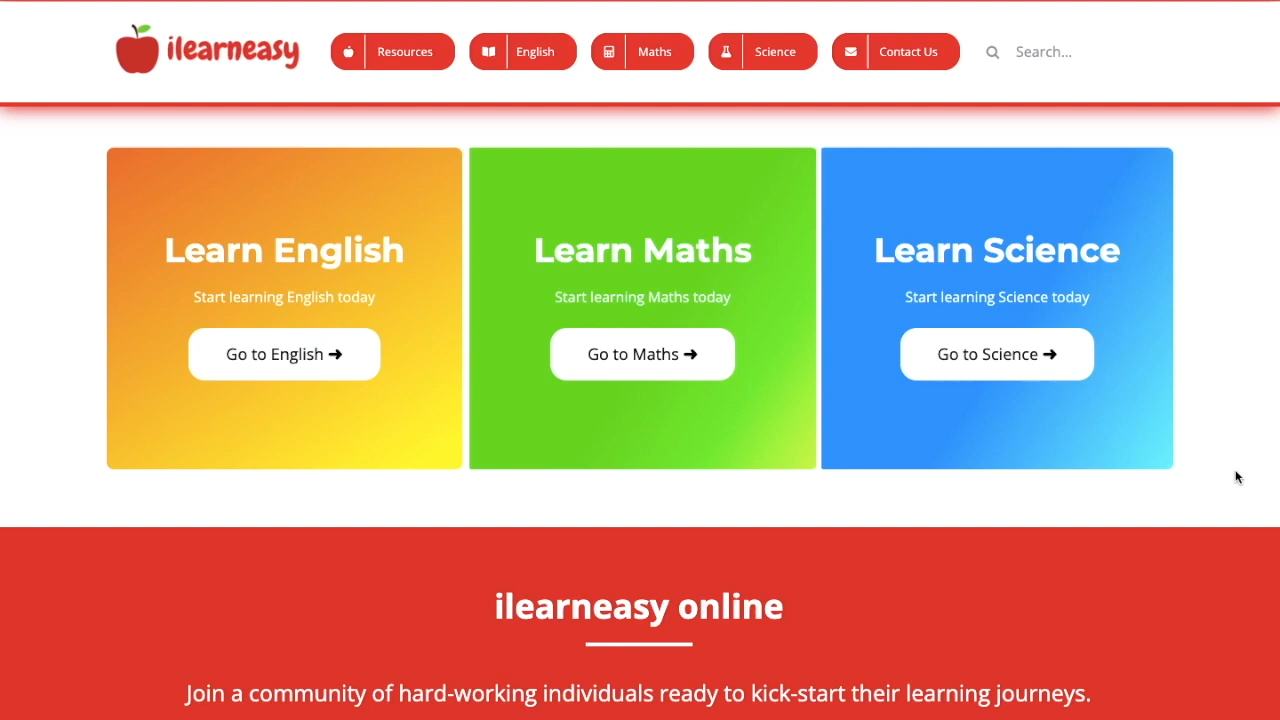 ilearneasy
Resources
English
Maths
Science
Contact Us
Search...
Learn English
Start learning English today
Go to English ➜
Learn Maths
Start learning Maths today
Go to Maths ➜
Learn Science
Start learning Science today
Go to Science ➜
ilearneasy online
Join a community of hard-working individuals ready to kick-start their learning journeys.